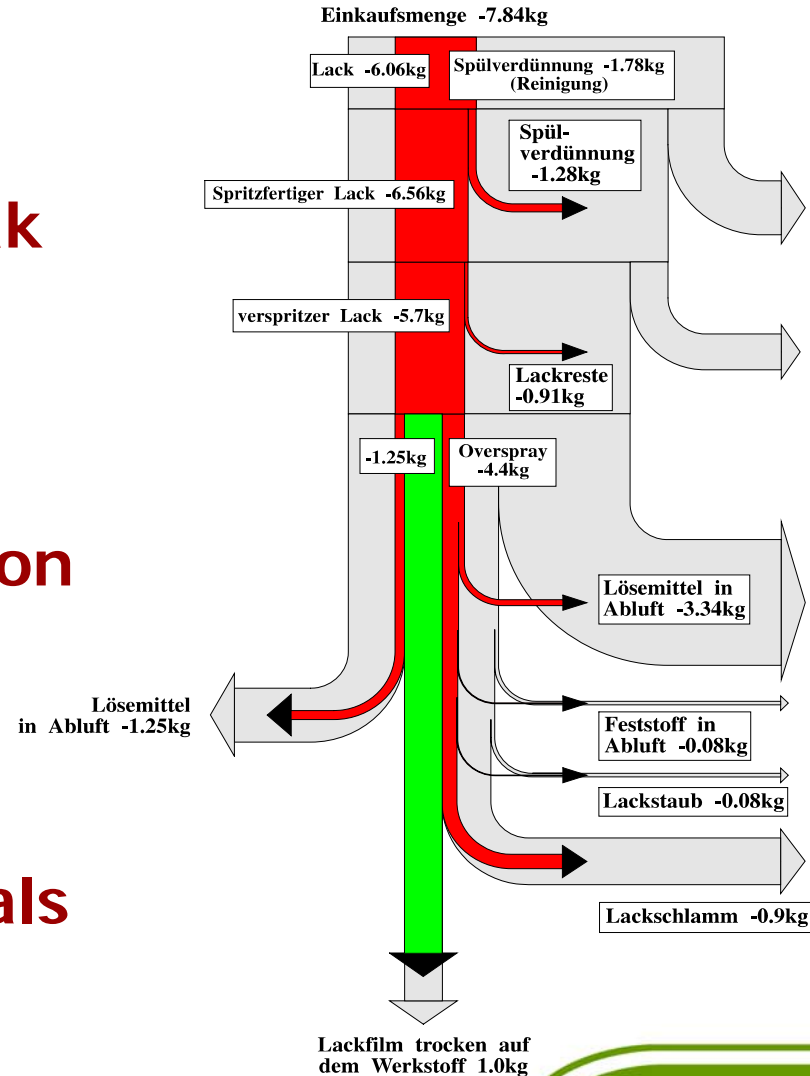 Einkaufsmenge -7.84kg
Lack -6.06kg
Spülverdünnung -1.78kg
(Reinigung)
Spül-
verdünnung
-1.28kg
Spritzfertiger Lack -6.56kg
k
verspritzer Lack -5.7kg
Lackreste
-0.91kg
-1.25kg
Overspray
-4.4kg
on
Lösemittel in
Abluft -3.34kg
Lösemittel
in Abluft -1.25kg
Feststoff in
Abluft -0.08kg
Lackstaub -0.08kg
als
Lackschlamm -0.9kg
Lackfilm trocken auf
dem Werkstoff 1.0kg